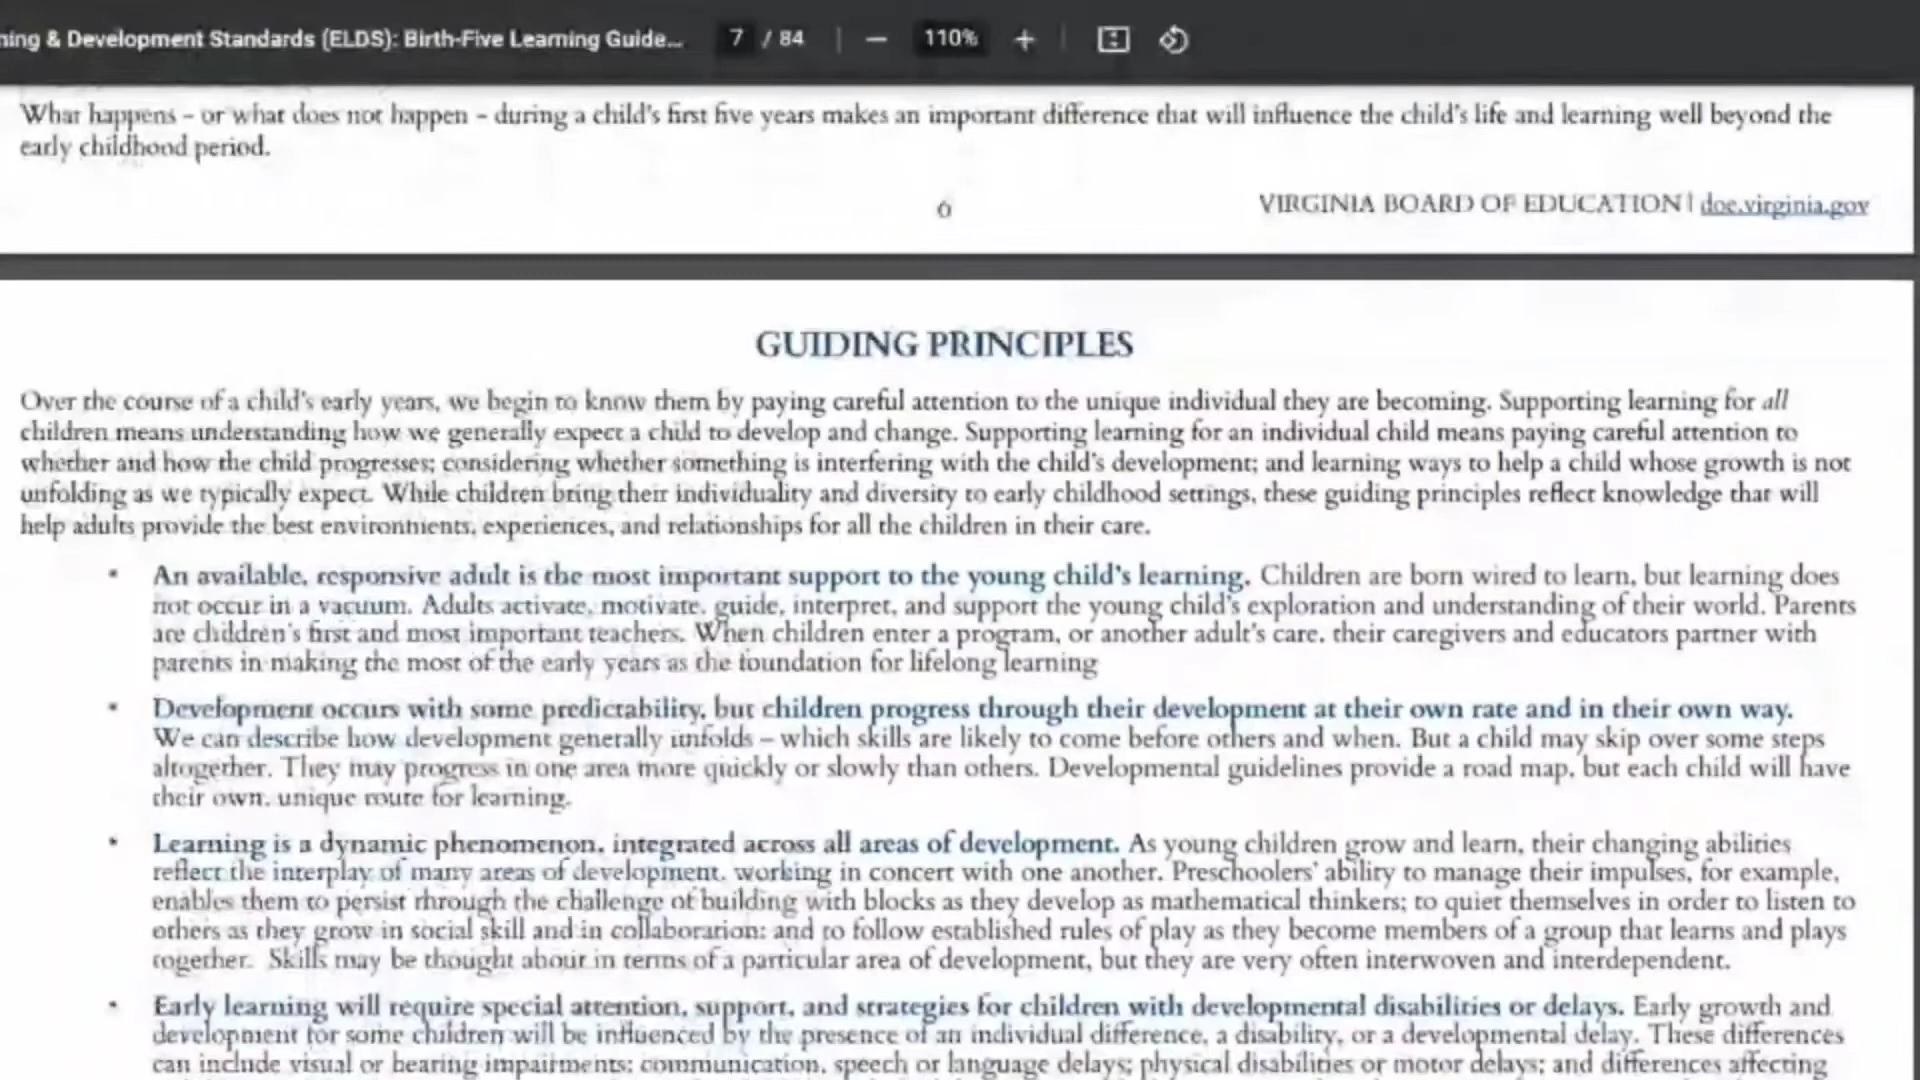 ning & Development Standards (ELDS): Birth-Five Learning Guide... 7 / 84 110%
What happens – or what does not happen – during a child's first five years makes an important difference that will influence the child's life and learning well beyond the
early childhood period.
6 VIRGINIA BOARD OF EDUCATION | doe.virginia.gov
GUIDING PRINCIPLES
Over the course of a child's early years, we begin to know them by paying careful attention to the unique individual they are becoming. Supporting learning for all
children means understanding how we generally expect a child to develop and change. Supporting learning for an individual child means paying careful attention to
whether and how the child progresses; considering whether something is interfering with the child's development; and learning ways to help a child whose growth is not
unfolding as we typically expect. While children bring their individuality and diversity to early childhood settings, these guiding principles reflect knowledge that will
help adults provide the best environments, experiences, and relationships for all the children in their care.
• An available, responsive adult is the most important support to the young child's learning. Children are born wired to learn, but learning does
not occur in a vacuum. Adults activate, motivate, guide, interpret, and support the young child's exploration and understanding of their world. Parents
are children's first and most important teachers. When children enter a program, or another adult's care, their caregivers and educators partner with
parents in making the most of the early years as the foundation for lifelong learning
• Development occurs with some predictability, but children progress through their development at their own rate and in their own way.
We can describe how development generally unfolds – which skills are likely to come before others and when. But a child may skip over some steps
altogether. They may progress in one area more quickly or slowly than others. Developmental guidelines provide a road map, but each child will have
their own, unique route for learning.
• Learning is a dynamic phenomenon, integrated across all areas of development. As young children grow and learn, their changing abilities
reflect the interplay of many areas of development, working in concert with one another. Preschoolers' ability to manage their impulses, for example,
enables them to persist through the challenge of building with blocks as they develop as mathematical thinkers; to quiet themselves in order to listen to
others as they grow in social skill and in collaboration; and to follow established rules of play as they become members of a group that learns and plays
together. Skills may be thought about in terms of a particular area of development, but they are very often interwoven and interdependent.
• Early learning will require special attention, support, and strategies for children with developmental disabilities or delays. Early growth and
development for some children will be influenced by the presence of an individual difference, a disability, or a developmental delay. These differences
can include visual or hearing impairments; communication, speech or language delays; physical disabilities or motor delays; and differences affecting